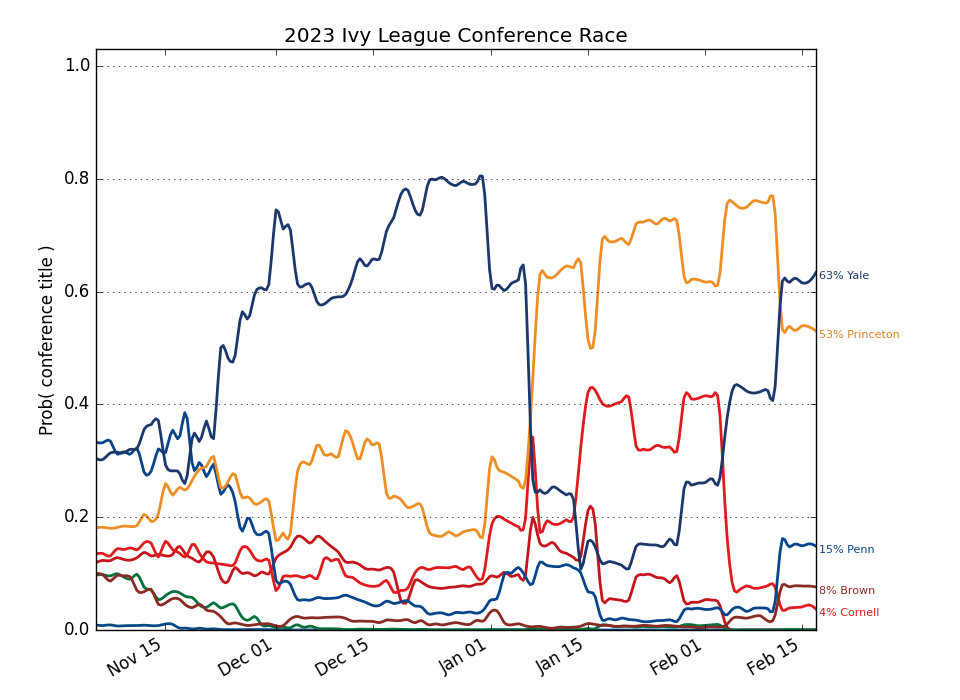 2023 Ivy League Conference Race
Prob( conference title )
1.0
0.8
0.6
0.4
0.2
0.0
63% Yale
53% Princeton
15% Penn
8% Brown
4% Cornell
Nov 15
Dec 01
Dec 15
Jan 01
Jan 15
Feb 01
Feb 15